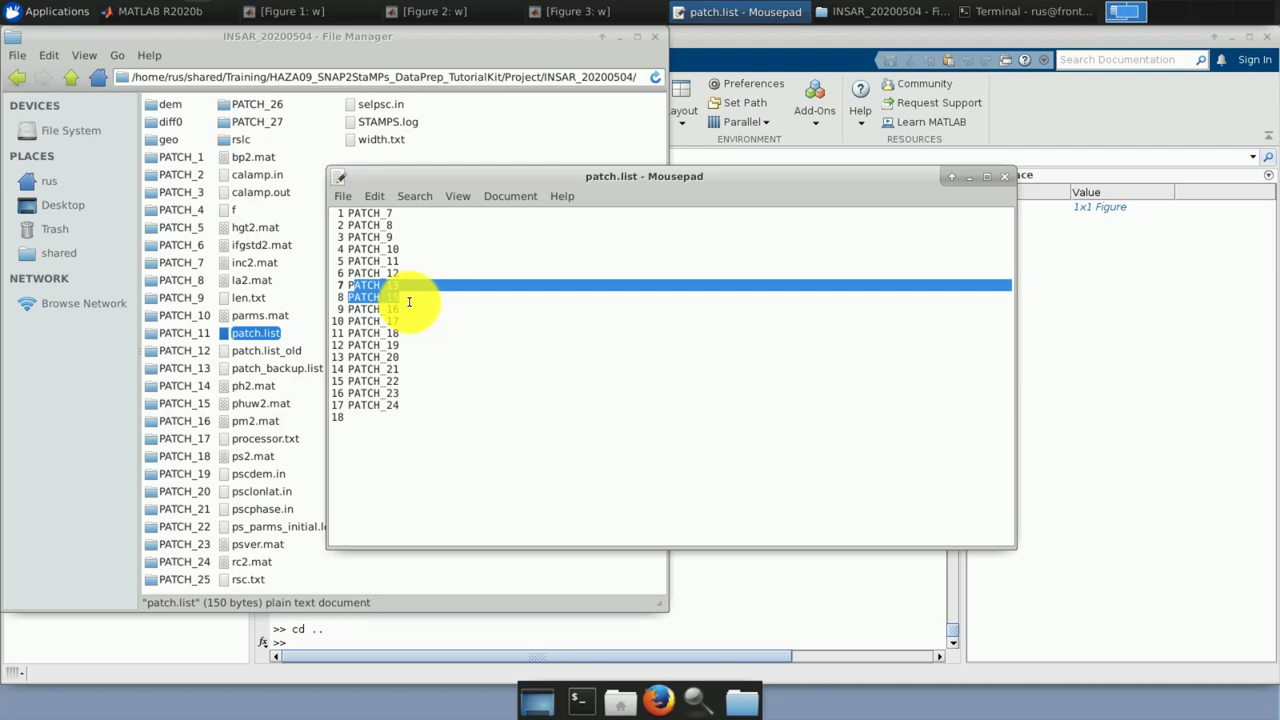 Applications
MATLAB R2020b
[Figure 1: w]
[Figure 2: w]
[Figure 3: w]
patch.list - Mousepad
INSAR_20200504 - Fi...
Terminal - rus@front...
INSAR_20200504 - File Manager
File Edit View Go Help
/home/rus/shared/Training/HAZA09_SNAP2StaMPs_DataPrep_TutorialKit/Project/INSAR_20200504/
DEVICES
File System
PLACES
rus
Desktop
Trash
shared
NETWORK
Browse Network
dem
diff0
geo
PATCH_1
PATCH_2
PATCH_3
PATCH_4
PATCH_5
PATCH_6
PATCH_7
PATCH_8
PATCH_9
PATCH_10
PATCH_11
PATCH_12
PATCH_13
PATCH_14
PATCH_15
PATCH_16
PATCH_17
PATCH_18
PATCH_19
PATCH_20
PATCH_21
PATCH_22
PATCH_23
PATCH_24
PATCH_25
PATCH_26
PATCH_27
rslc
bp2.mat
calamp.in
calamp.out
f
hgt2.mat
ifgstd2.mat
inc2.mat
la2.mat
len.txt
parms.mat
patch.list
patch.list_old
patch_backup.list
ph2.mat
phuw2.mat
pm2.mat
processor.txt
ps2.mat
pscdem.in
psclonlat.in
pscphase.in
ps_parms_initial.l
psver.mat
rc2.mat
rsc.txt
selpsc.in
STAMPS.log
width.txt
"patch.list" (150 bytes) plain text document
patch.list - Mousepad
File Edit Search View Document Help
1 PATCH_7
2 PATCH_8
3 PATCH_9
4 PATCH_10
5 PATCH_11
6 PATCH_12
7 PATCH_13
8 PATCH_15
9 PATCH_16
10 PATCH_17
11 PATCH_18
12 PATCH_19
13 PATCH_20
14 PATCH_21
15 PATCH_22
16 PATCH_23
17 PATCH_24
18
Search Documentation
Sign In
Preferences
Set Path
Parallel
ayout
ENVIRONMENT
Add-Ons
Help
Community
Request Support
Learn MATLAB
RESOURCES
ace
Value
1x1 Figure
>> cd ..
fx >>